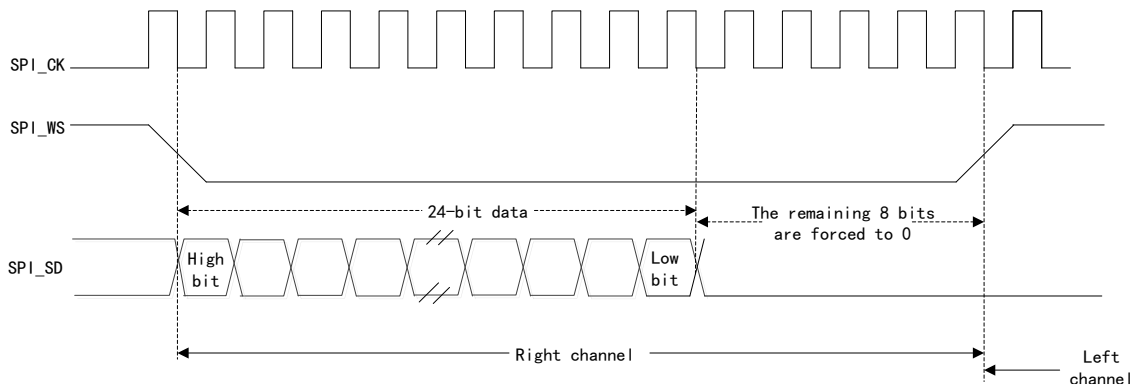 SPI_CK
SPI_WS
24-bit data
The remaining 8 bits
are forced to 0
SPI_SD
High
bit
Low
bit
Right channel
Left
channel